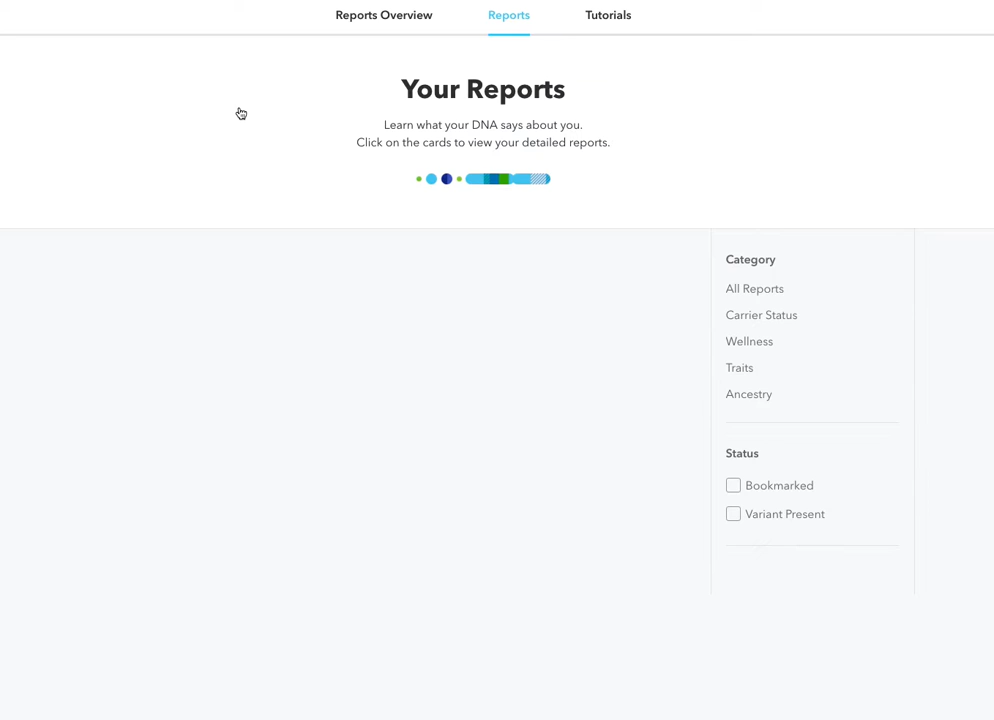 Reports Overview Reports Tutorials
Your Reports
Learn what your DNA says about you.
Click on the cards to view your detailed reports.
Category
All Reports
Carrier Status
Wellness
Traits
Ancestry
Status
Bookmarked
Variant Present